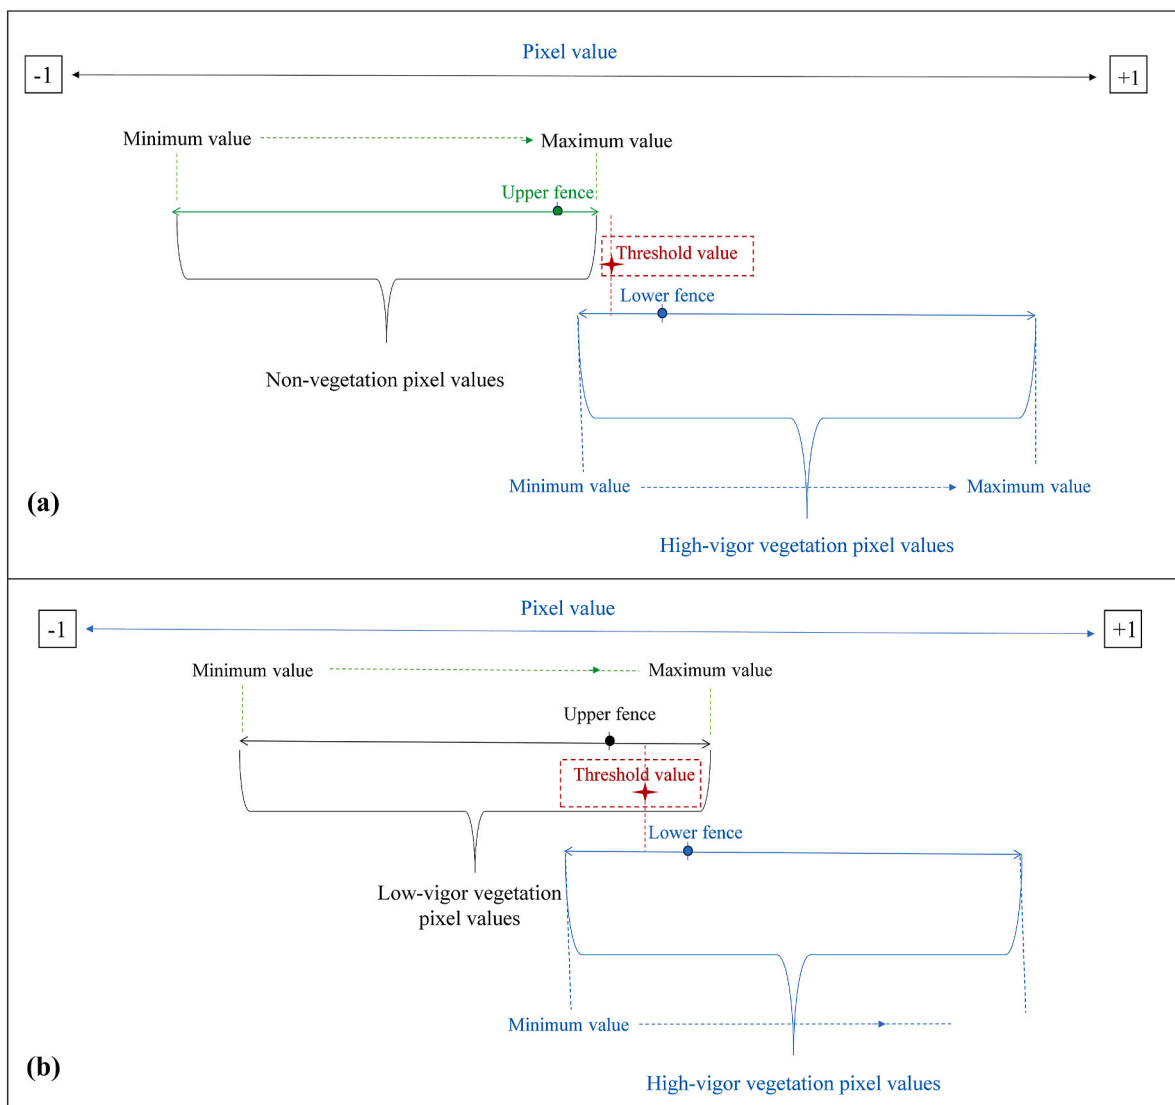 Pixel value
-1
+1
Minimum value
Maximum value
Upper fence
Threshold value
Lower fence
Non-vegetation pixel values
Minimum value
Maximum value
(a)
High-vigor vegetation pixel values
Pixel value
-1
+1
Minimum value
Maximum value
Upper fence
Threshold value
Lower fence
Low-vigor vegetation
pixel values
Minimum value
(b)
High-vigor vegetation pixel values